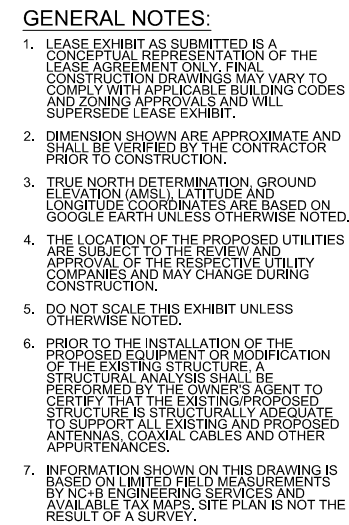 GENERAL NOTES:
1. LEASE EXHIBIT AS SUBMITTED IS A
CONCEPTUAL REPRESENTATION OF THE
LEASE AGREEMENT ONLY. FINAL
CONSTRUCTION DRAWINGS MAY VARY TO
COMPLY WITH APPLICABLE BUILDING CODES
AND ZONING APPROVALS AND WILL
SUPERSEDE LEASE EXHIBIT.
2. DIMENSION SHOWN ARE APPROXIMATE AND
SHALL BE VERIFIED BY THE CONTRACTOR
PRIOR TO CONSTRUCTION.
3. TRUE NORTH DETERMINATION, GROUND
ELEVATION (AMSL), LATITUDE AND
LONGITUDE COORDINATES ARE BASED ON
GOOGLE EARTH UNLESS OTHERWISE NOTED.
4. THE LOCATION OF THE PROPOSED UTILITIES
ARE SUBJECT TO THE REVIEW AND
APPROVAL OF THE RESPECTIVE UTILITY
COMPANIES AND MAY CHANGE DURING
CONSTRUCTION.
5. DO NOT SCALE THIS EXHIBIT UNLESS
OTHERWISE NOTED.
6. PRIOR TO THE INSTALLATION OF THE
PROPOSED EQUIPMENT OR MODIFICATION
OF THE EXISTING STRUCTURE, A
STRUCTURAL ANALYSIS SHALL BE
PERFORMED BY THE OWNER'S AGENT TO
CERTIFY THAT THE EXISTING/PROPOSED
STRUCTURE IS STRUCTURALLY ADEQUATE
TO SUPPORT ALL EXISTING AND PROPOSED
ANTENNAS, COAXIAL CABLES AND OTHER
APPURTENANCES.
7. INFORMATION SHOWN ON THIS DRAWING IS
BASED ON LIMITED FIELD MEASUREMENTS
BY NC+B ENGINEERING SERVICES AND
AVAILABLE TAX MAPS. SITE PLAN IS NOT THE
RESULT OF A SURVEY.